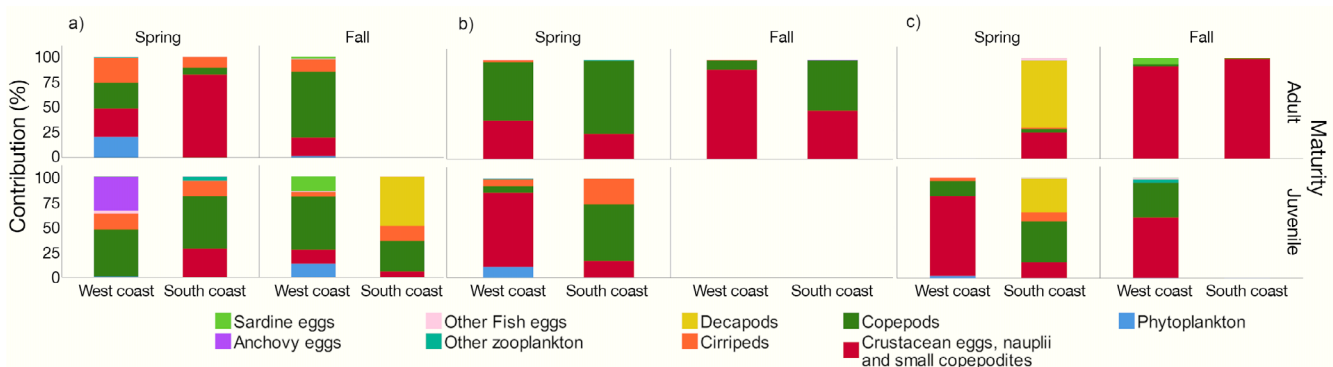 a)
b)
c)
Spring
Fall
Spring
Fall
Spring
Fall
Contribution (%)
100
75
50
25
0
100
75
50
25
0
Adult
Juvenile
Maturity
West coast
South coast
West coast
South coast
West coast
South coast
West coast
South coast
West coast
South coast
West coast
South coast
Sardine eggs
Other Fish eggs
Decapods
Copepods
Phytoplankton
Anchovy eggs
Other zooplankton
Cirripeds
Crustacean eggs, nauplii
and small copepodites